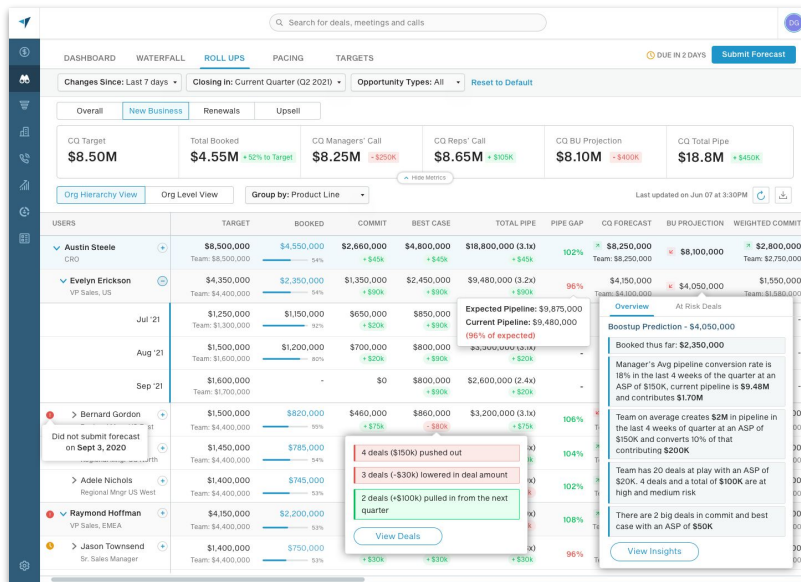 Search for deals, meetings and calls
DG
DASHBOARD WATERFALL ROLL UPS PACING TARGETS
DUE IN 2 DAYS Submit Forecast
Changes Since: Last 7 days Closing in: Current Quarter (Q2 2021) Opportunity Types: All Reset to Default
Overall New Business Renewals Upsell
CQ Target Total Booked CQ Managers' Call CQ Reps' Call CQ BU Projection CQ Total Pipe
$8.50M $4.55M + 52% to Target $8.25M - $250K $8.65M + $105K $8.10M - $400K $18.8M + $450K
Hide Metrics
Org Hierarchy View Org Level View Group by: Product Line Last updated on Jun 07 at 3:30PM
USERS TARGET BOOKED COMMIT BEST CASE TOTAL PIPE PIPE GAP CQ FORECAST BU PROJECTION WEIGHTED COMMIT
Austin Steele $8,500,000 $4,550,000 $2,660,000 $4,800,000 $18,800,000 (3.1x) 102% $8,250,000 $8,100,000 $2,800,000
CRO Team: $8,500,000 54% + $45k + $45k + $45k Team: $8,250,000 Team: $2,750,000
Evelyn Erickson $4,350,000 $2,350,000 $1,350,000 $2,450,000 $9,480,000 (3.2x) 96% $4,150,000 $4,050,000 $1,550,000
VP Sales, US Team: $4,400,000 54% + $90k + $90k + $90k Team: $4,100,000 Team: $1,580,000
Jul '21 $1,250,000 $1,150,000 $650,000 $850,000
Team: $1,300,000 92% + $20k + $90k
Expected Pipeline: $9,875,000
Current Pipeline: $9,480,000
(96% of expected)
Aug '21 $1,500,000 $1,200,000 $700,000 $800,000 $3,500,000 (3.1x) -
Team: $1,600,000 80% + $20k + $90k + $20k
Sep '21 $1,600,000 - $0 $800,000 $2,600,000 (2.4x) -
Team: $1,700,000 + $90k + $20k
Bernard Gordon $1,500,000 $820,000 $460,000 $860,000 $3,200,000 (3.1x) 106%
Team: $4,400,000 55% + $75k - $80k + $75k
Did not submit forecast
on Sept 3, 2020
$1,450,000 $785,000 104%
Team: $4,400,000 54%
Adele Nichols $1,400,000 $745,000 102%
Regional Mngr US West Team: $4,400,000 53%
Raymond Hoffman $4,150,000 $2,200,000 108%
VP Sales, EMEA Team: $4,400,000 53%
Jason Townsend $1,400,000 $750,000 96%
Sr. Sales Manager Team: $4,400,000 53% + $30k + $30k + $30k
4 deals ($150k) pushed out
3 deals (-$30k) lowered in deal amount
2 deals (+$100k) pulled in from the next
quarter
View Deals
Overview At Risk Deals
Boostup Prediction - $4,050,000
Booked thus far: $2,350,000
Manager's Avg pipeline conversion rate is
18% in the last 4 weeks of the quarter at an
ASP of $150K, current pipeline is $9.48M
and contributes $1.70M
Team on average creates $2M in pipeline in
the last 4 weeks of quarter at an ASP of
$150K and converts 10% of that
contributing $200K
Team has 20 deals at play with an ASP of
$20K. 4 deals and a total of $100K are at
high and medium risk
There are 2 big deals in commit and best
case with an ASP of $50K
View Insights